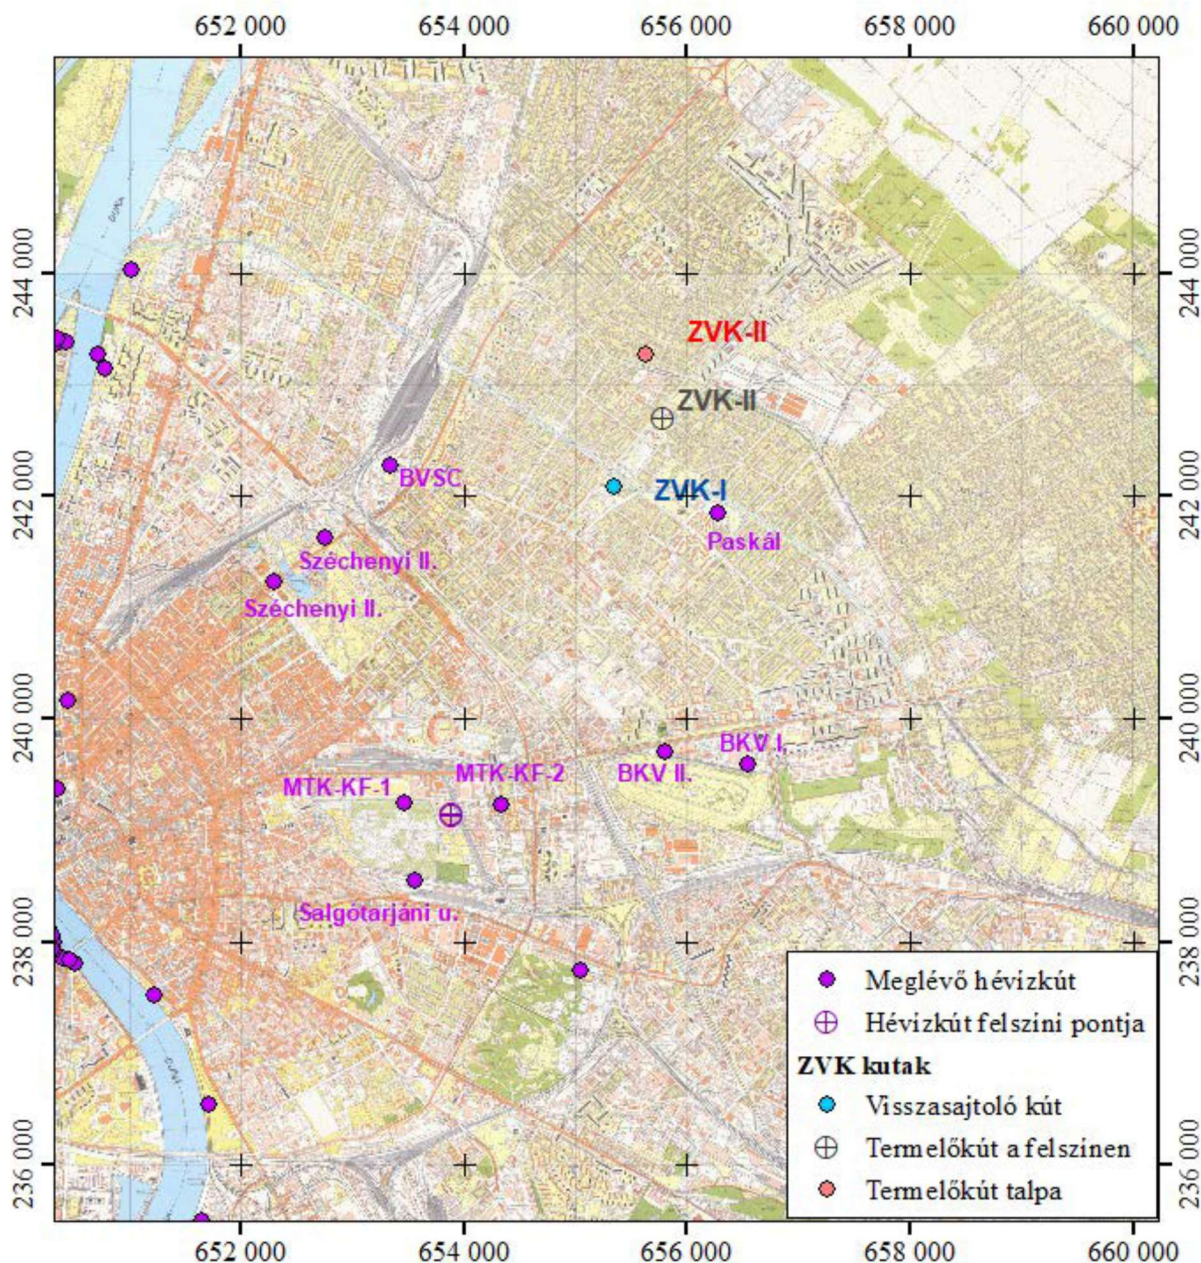 652 000 654 000 656 000 658 000 660 000
244 000 244 000
ZVK-II
ZVK-II
BVSC
242 000 242 000
ZVK-I
Paskál
Széchenyi II.
Széchenyi II.
240 000 240 000
BKV I.
BKV II.
MTK-KF-2
MTK-KF-1
Salgótarjáni u.
238 000 238 000
Meglévő hévizkút
Hévizkút felszíni pontja
ZVK kutak
Visszasajtoló kút
Termelőkút a felszínen
Termelőkút talpa
236 000 236 000
652 000 654 000 656 000 658 000 660 000